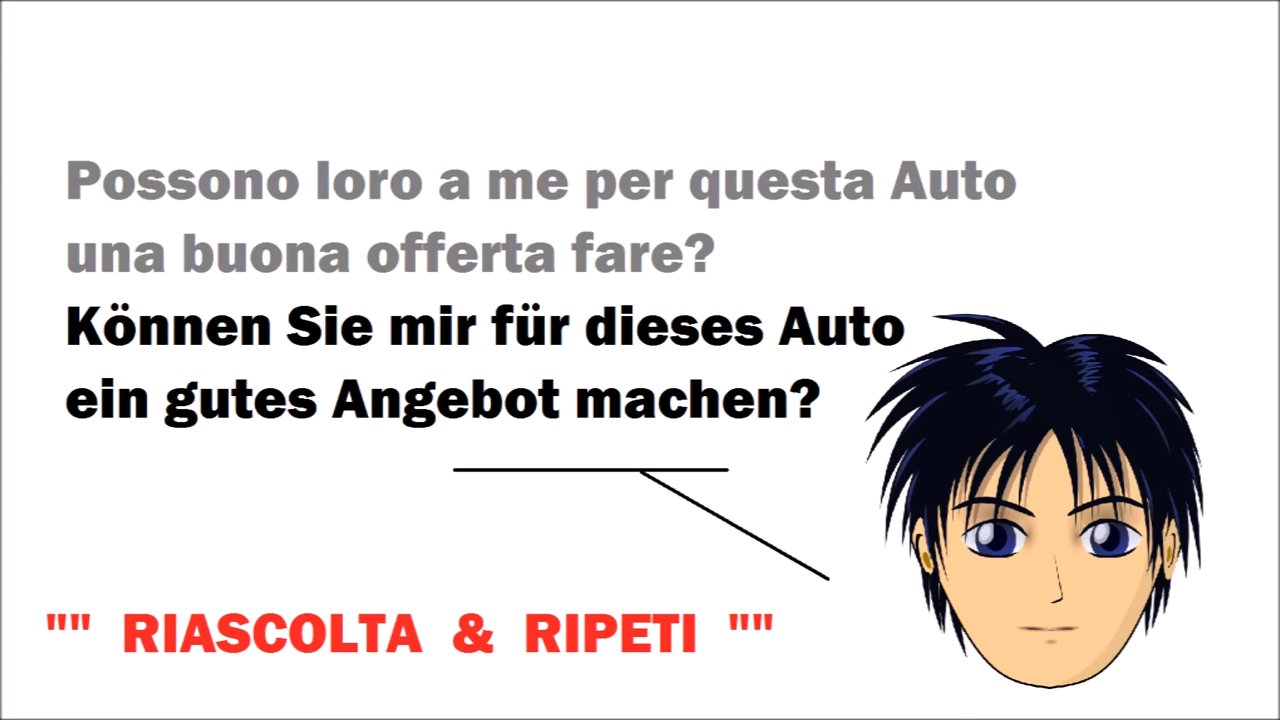 Possono loro a me per questa Auto
una buona offerta fare?
Können Sie mir für dieses Auto
ein gutes Angebot machen?
"" RIASCOLTA & RIPETI ""